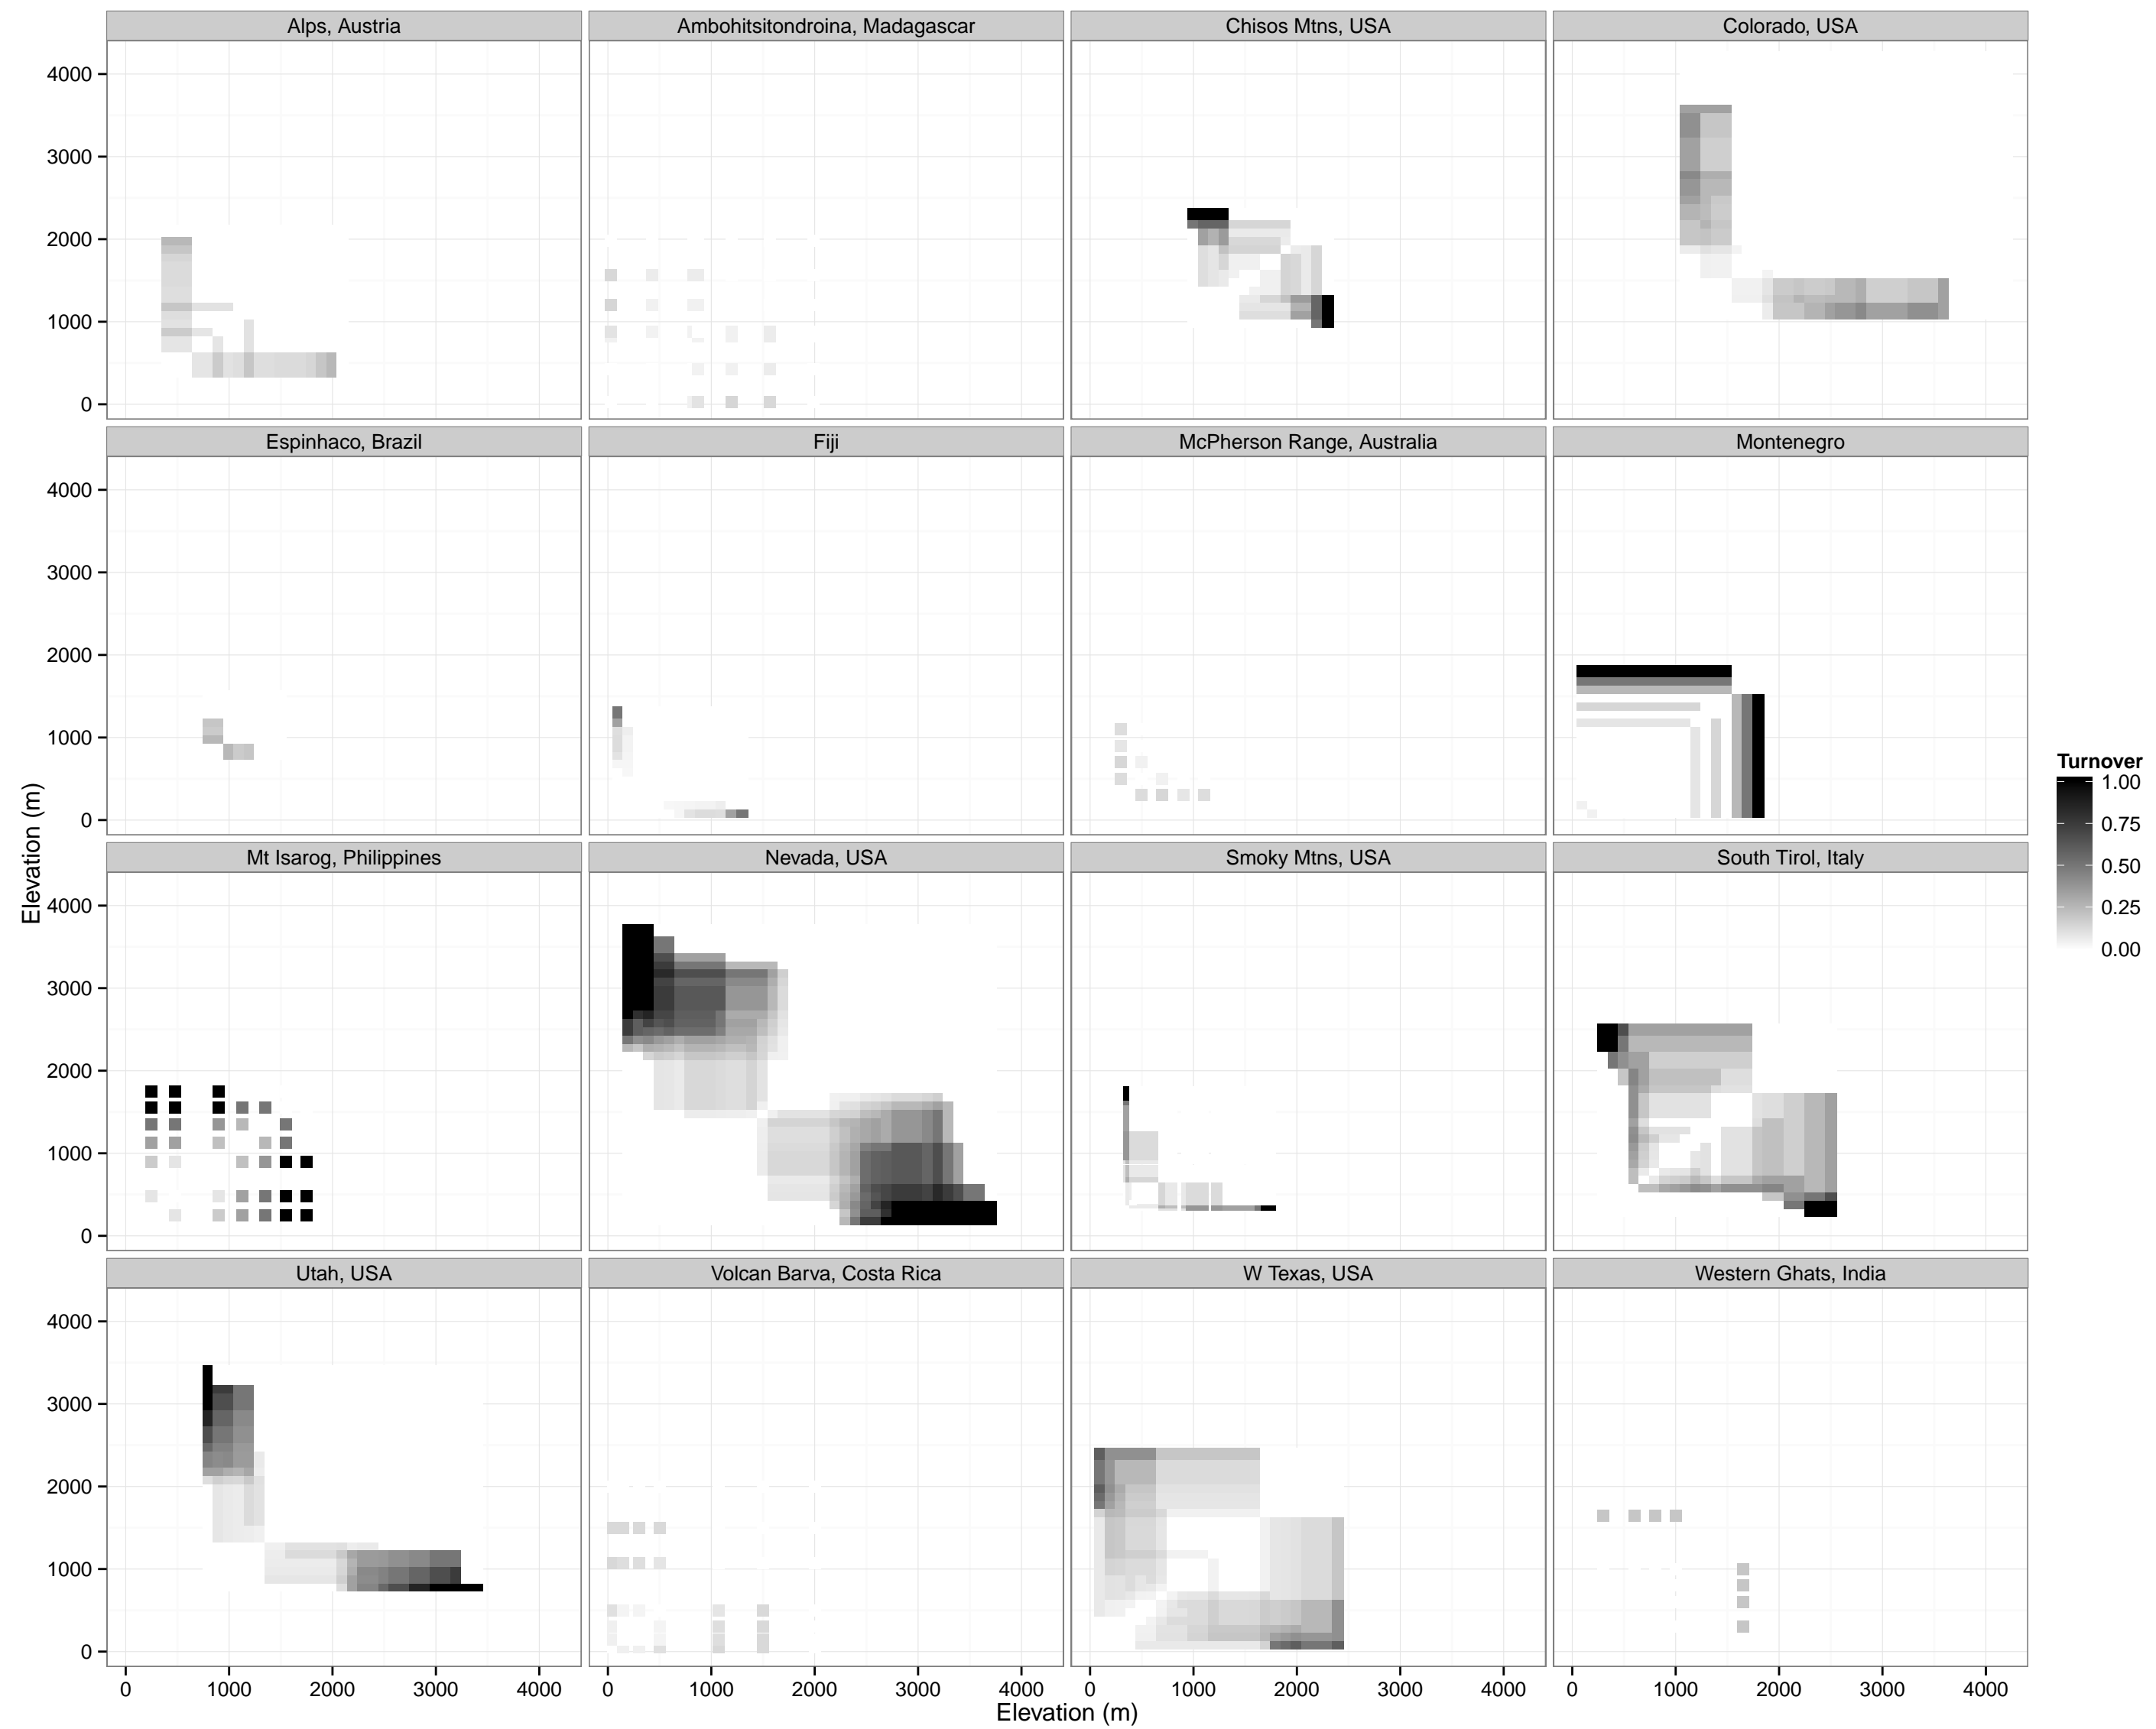 Alps, Austria
Ambohitsitondroina, Madagascar
Chisos Mtns, USA
Colorado, USA
4000
3000
2000
1000
0
Espinhaco, Brazil
Fiji
McPherson Range, Australia
Montenegro
4000
3000
2000
1000
0
Elevation (m)
Turnover
1.00
0.75
0.50
0.25
0.00
Mt Isarog, Philippines
Nevada, USA
Smoky Mtns, USA
South Tirol, Italy
4000
3000
2000
1000
0
Utah, USA
Volcan Barva, Costa Rica
W Texas, USA
Western Ghats, India
4000
3000
2000
1000
0
0 1000 2000 3000 4000
0 1000 2000 3000 4000
0 1000 2000 3000 4000
0 1000 2000 3000 4000
Elevation (m)